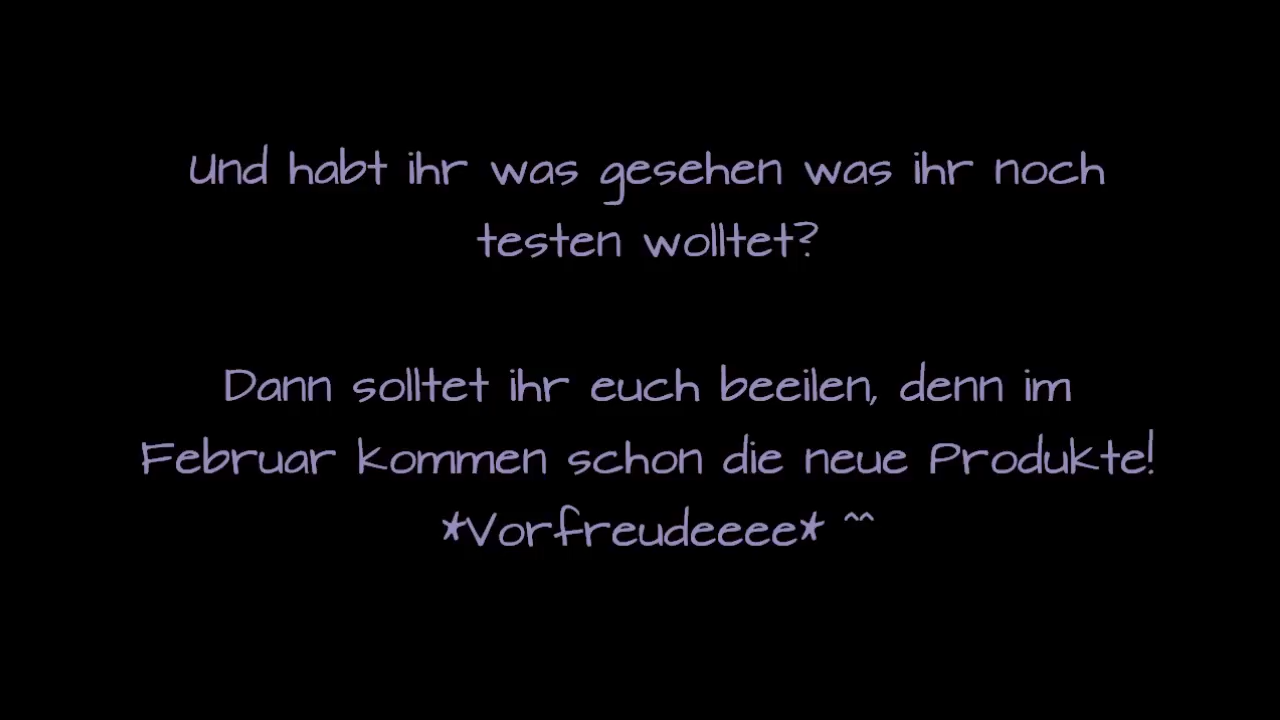 Und habt ihr was gesehen was ihr noch
testen wolltet?
Dann solltet ihr euch beeilen, denn im
Februar kommen schon die neue Produkte!
*Vorfreudeeee* ^^